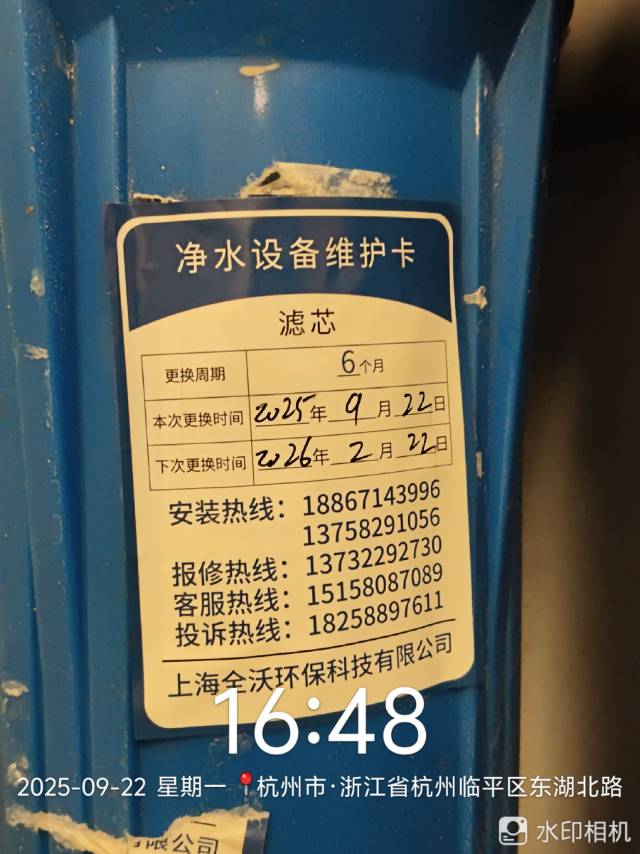 净水设备维护卡
滤芯
更换周期 6个月
本次更换时间 2025年 9月 22日
下次更换时间 2026年 2月 22日
安装热线：18867143996
13758291056
报修热线：13732292730
客服热线：15158087089
投诉热线：18258897611
上海全沃环保科技有限公司
16:48
2025-09-22 星期一 杭州市·浙江省杭州临平区东湖北路
有限公司
水印相机